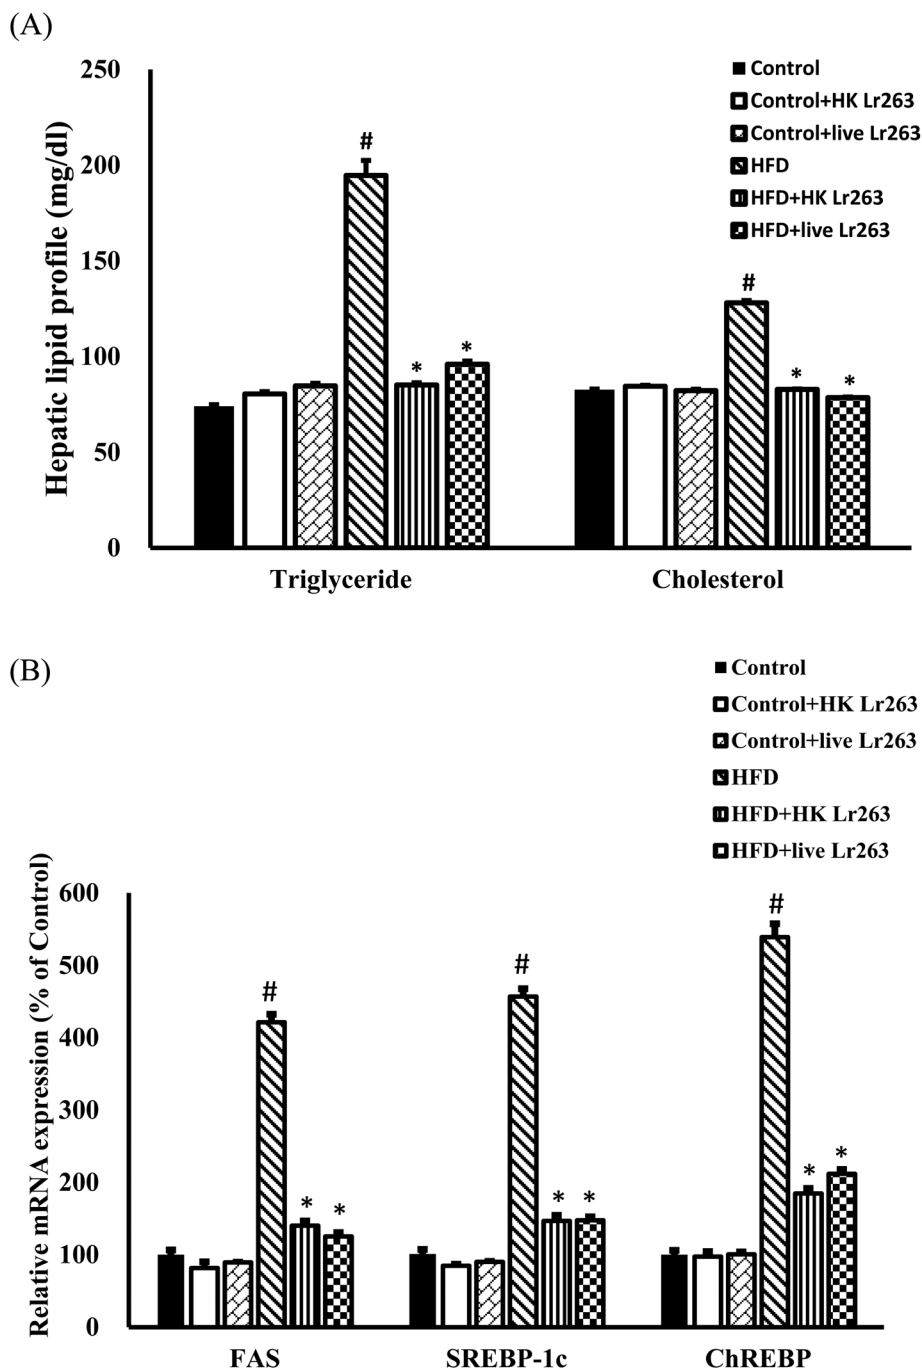 (A)
Hepatic lipid profile (mg/dl)
250
200
150
100
50
0
Control
Control+HK Lr263
Control+live Lr263
HFD
HFD+HK Lr263
HFD+live Lr263
#
*
*
#
*
*
Triglyceride
Cholesterol
(B)
Control
Control+HK Lr263
Control+live Lr263
HFD
HFD+HK Lr263
HFD+live Lr263
Relative mRNA expression (% of Control)
600
500
400
300
200
100
0
#
*
*
#
*
*
#
*
*
FAS
SREBP-1c
ChREBP